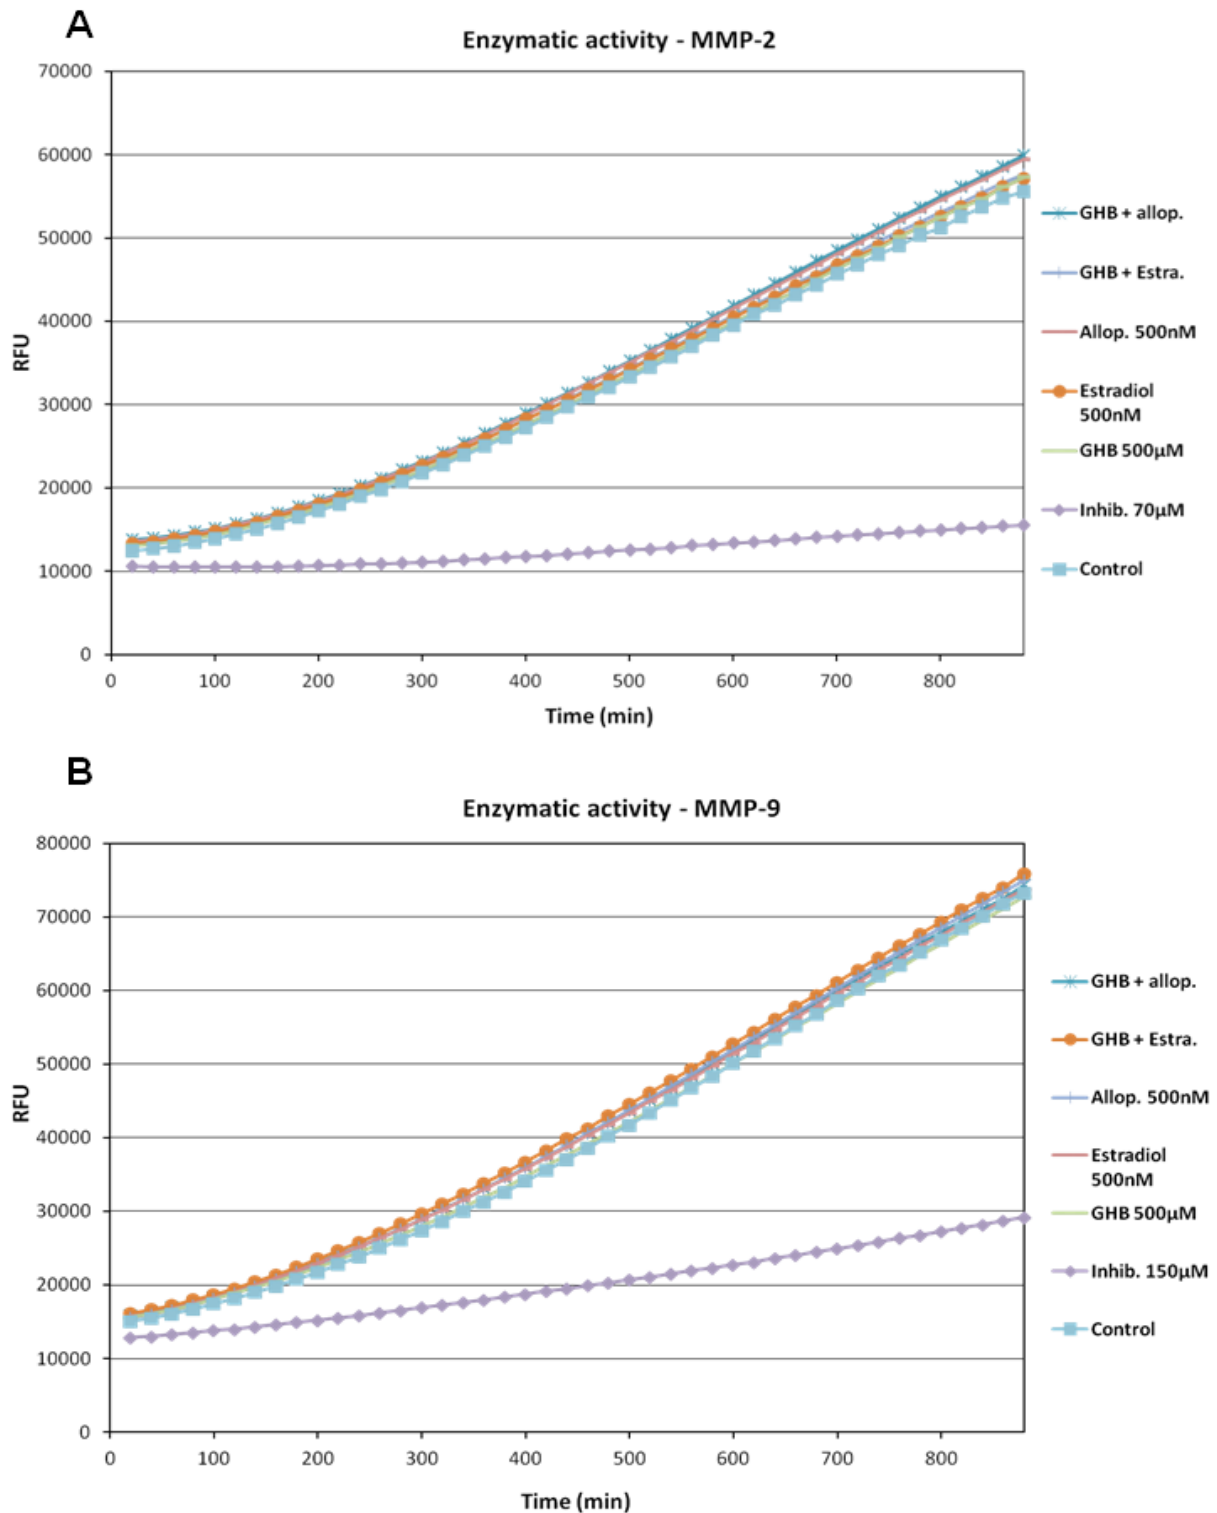 A
Enzymatic activity - MMP-2
70000
60000
50000
40000
30000
20000
10000
0
RFU
0 100 200 300 400 500 600 700 800
Time (min)
GHB + allop.
GHB + Estra.
Allop. 500nM
Estradiol
500nM
GHB 500µM
Inhib. 70µM
Control
B
Enzymatic activity - MMP-9
80000
70000
60000
50000
40000
30000
20000
10000
0
RFU
0 100 200 300 400 500 600 700 800
Time (min)
GHB + allop.
GHB + Estra.
Allop. 500nM
Estradiol
500nM
GHB 500µM
Inhib. 150µM
Control